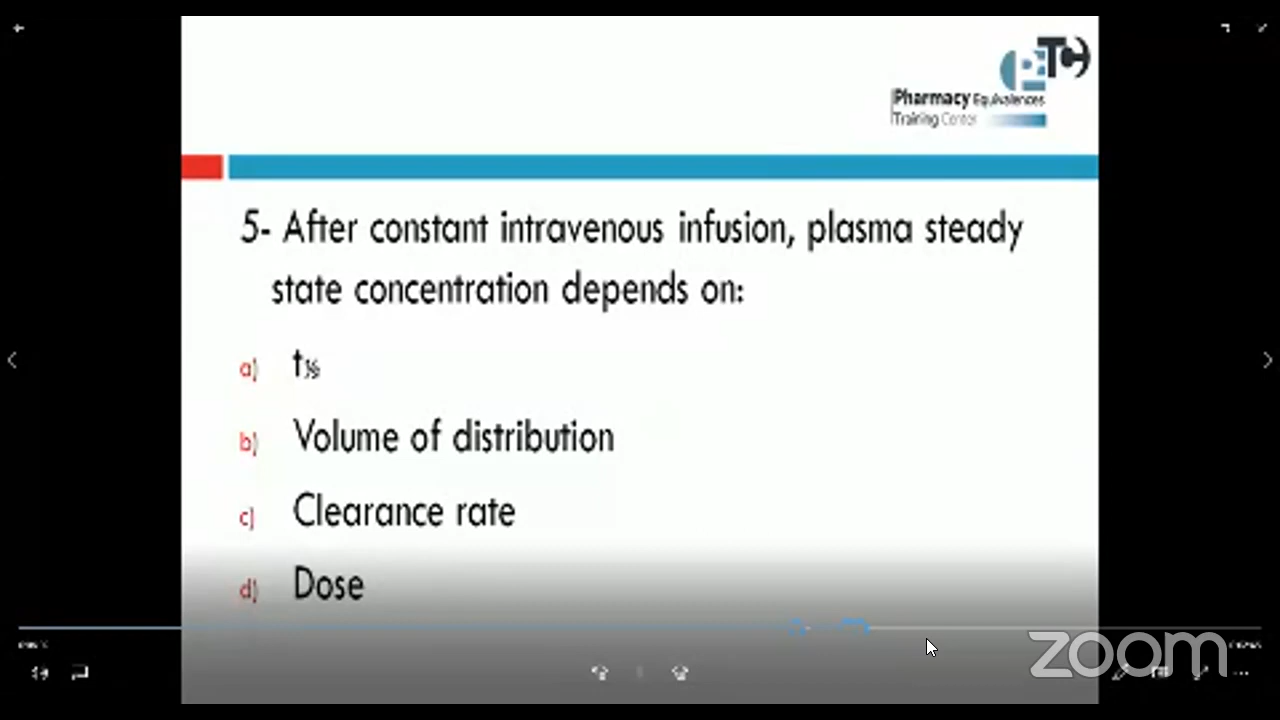 PTC
Pharmacy Equivalences
Training Center
5- After constant intravenous infusion, plasma steady
state concentration depends on:
a) t½
b) Volume of distribution
c) Clearance rate
d) Dose
zoom